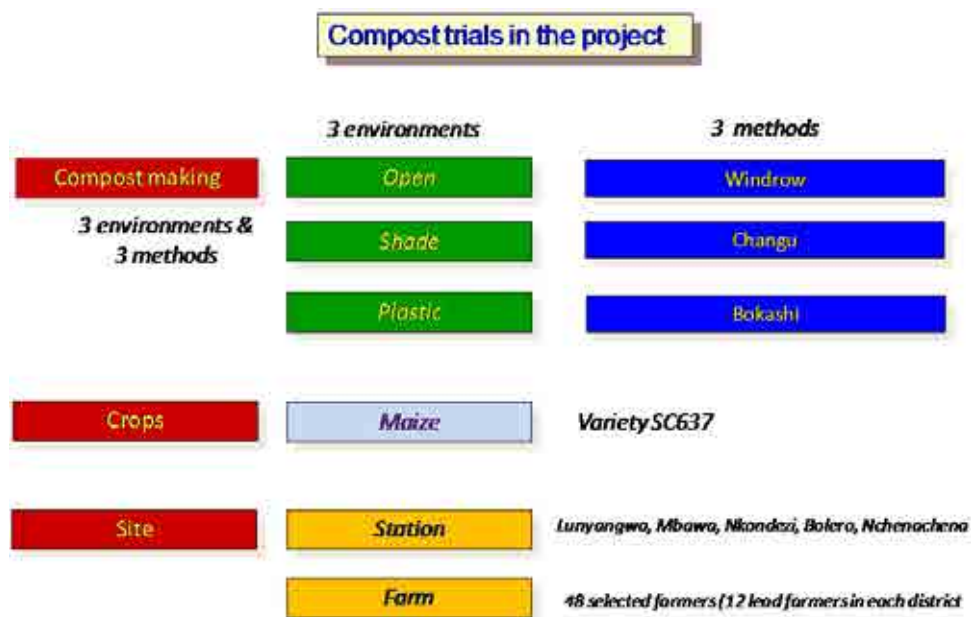 Compost trials in the project
3 environments
3 methods
Compost making
Open
Windrow
3 environments &
3 methods
Shade
Changu
Plastic
Bokashi
Crops
Maize
Variety SC637
Site
Station
Lunyangwa, Mbawa, Nkondezi, Bolero, Nchenachena
Farm
48 selected farmers (12 lead farmers in each district